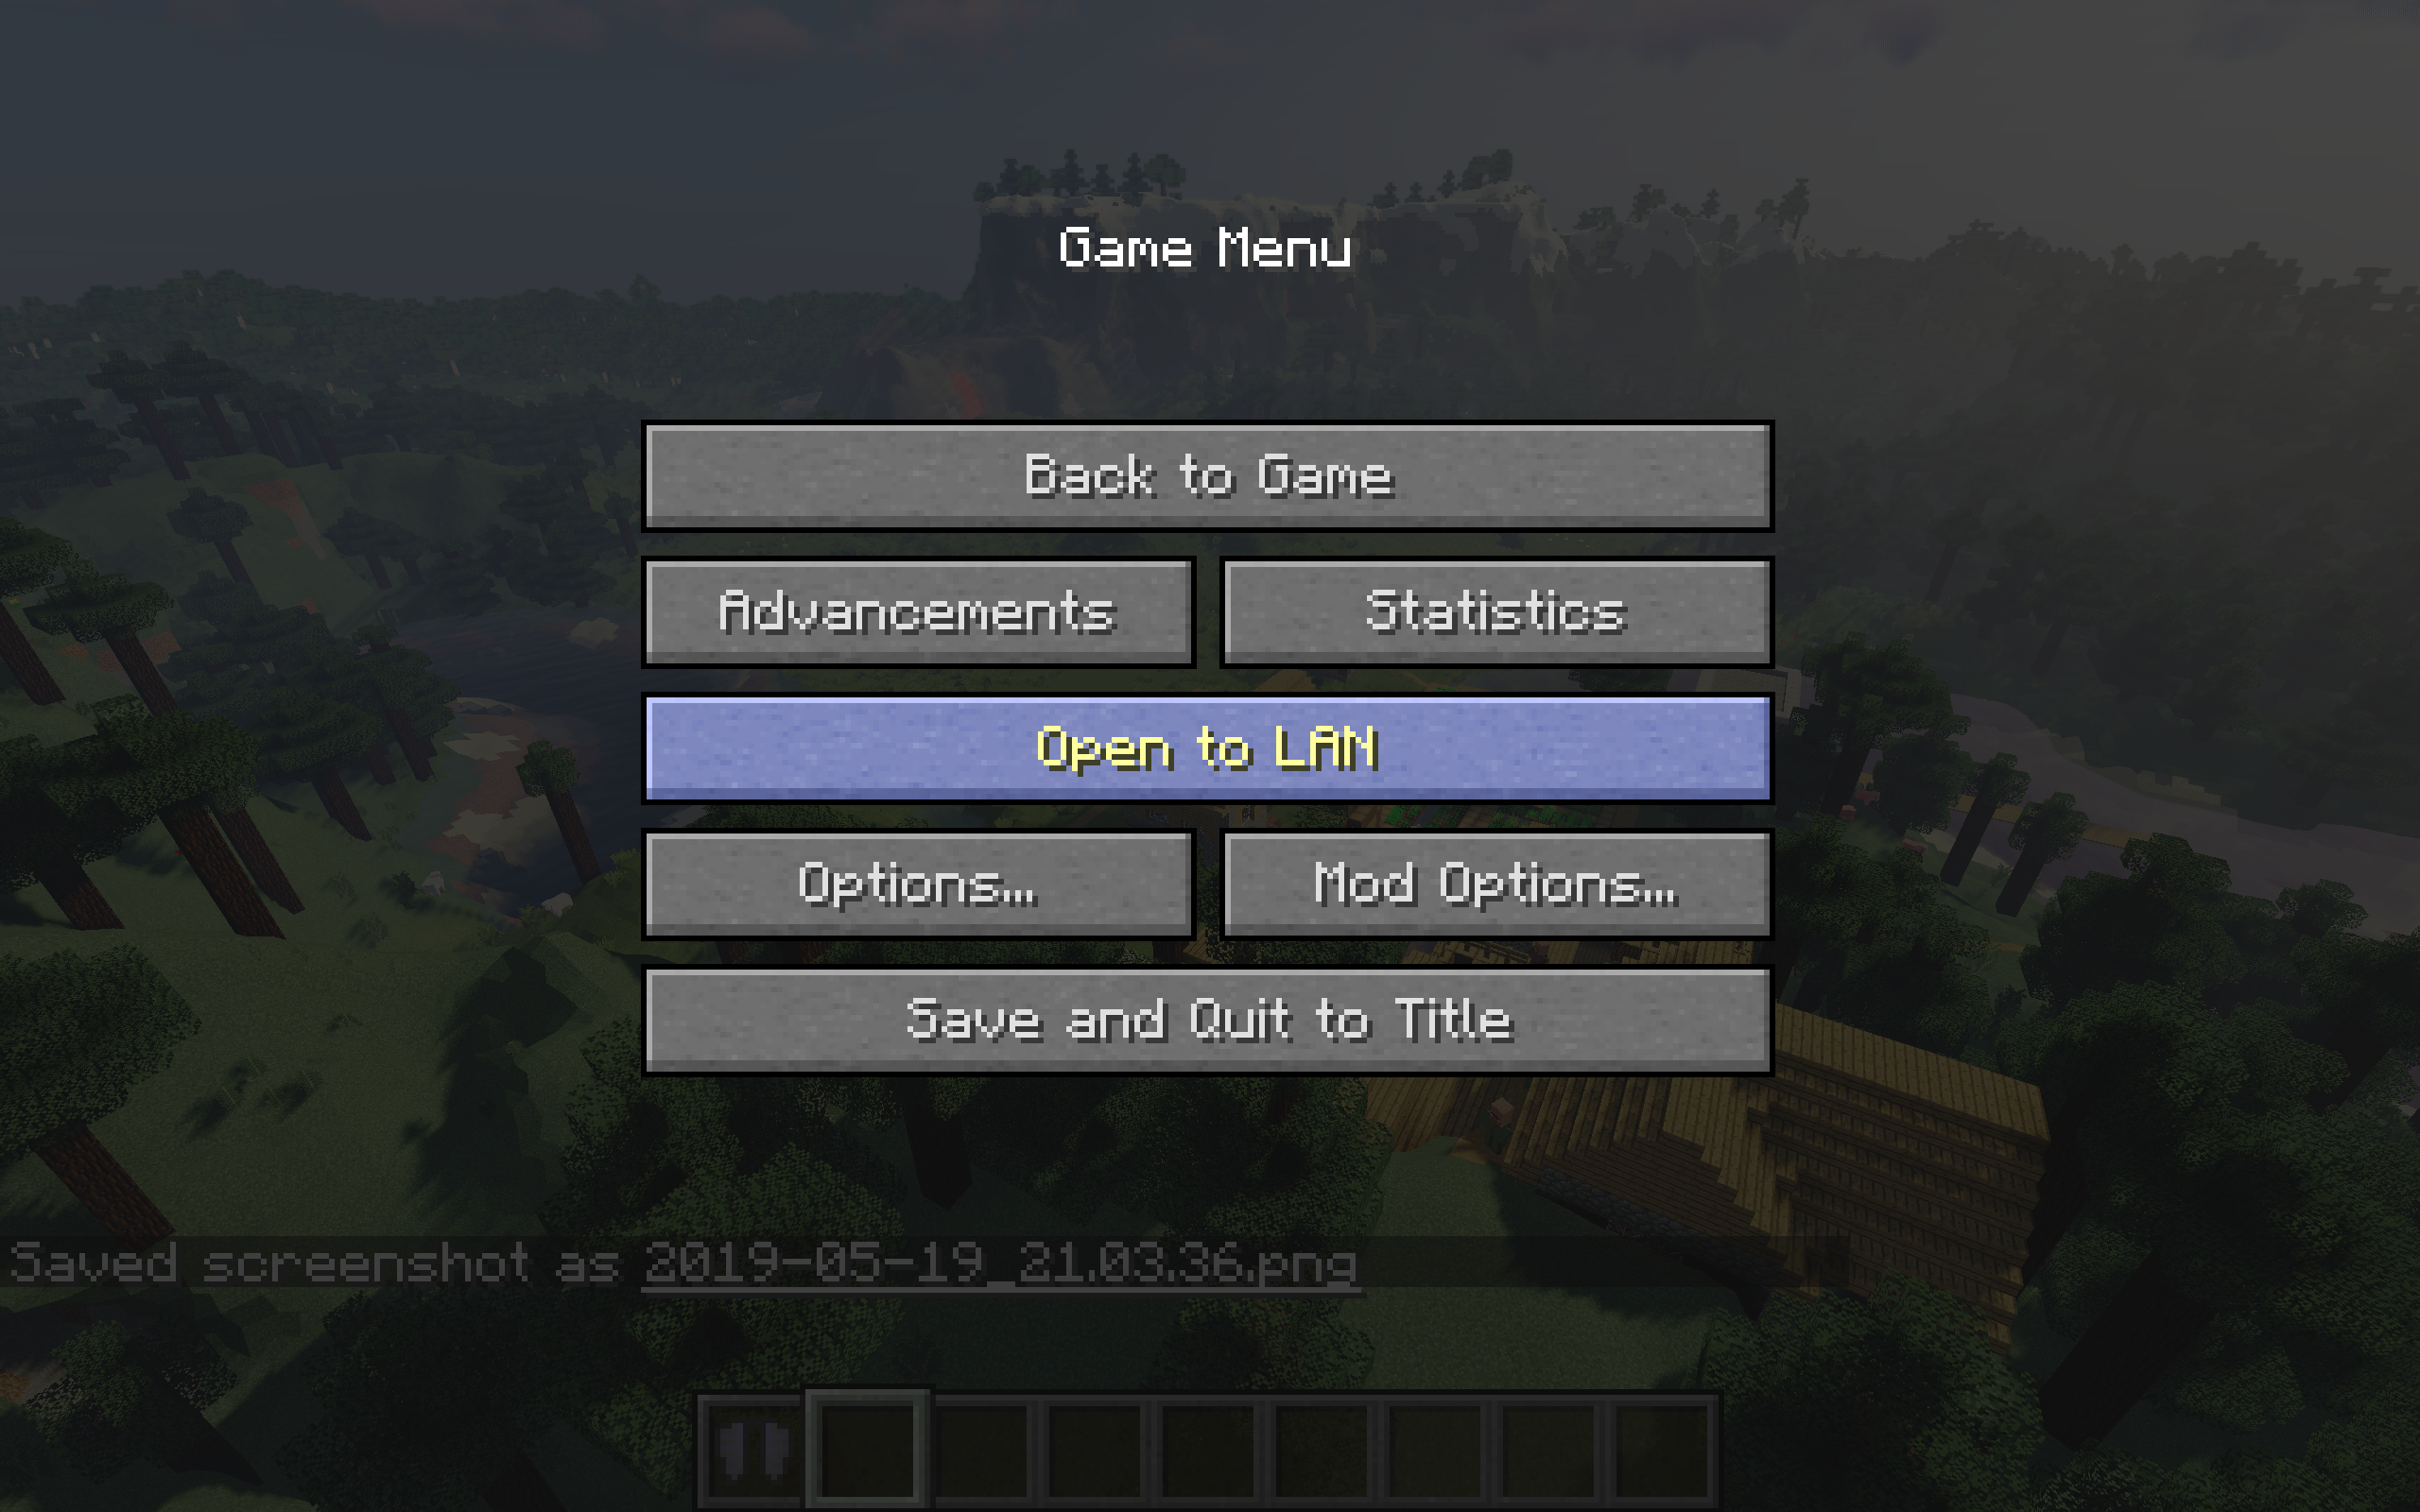 Game Menu
Back to Game
Advancements
Statistics
Open to LAN
Options...
Mod Options...
Save and Quit to Title
Saved screenshot as 2019-05-19_21.03.36.png